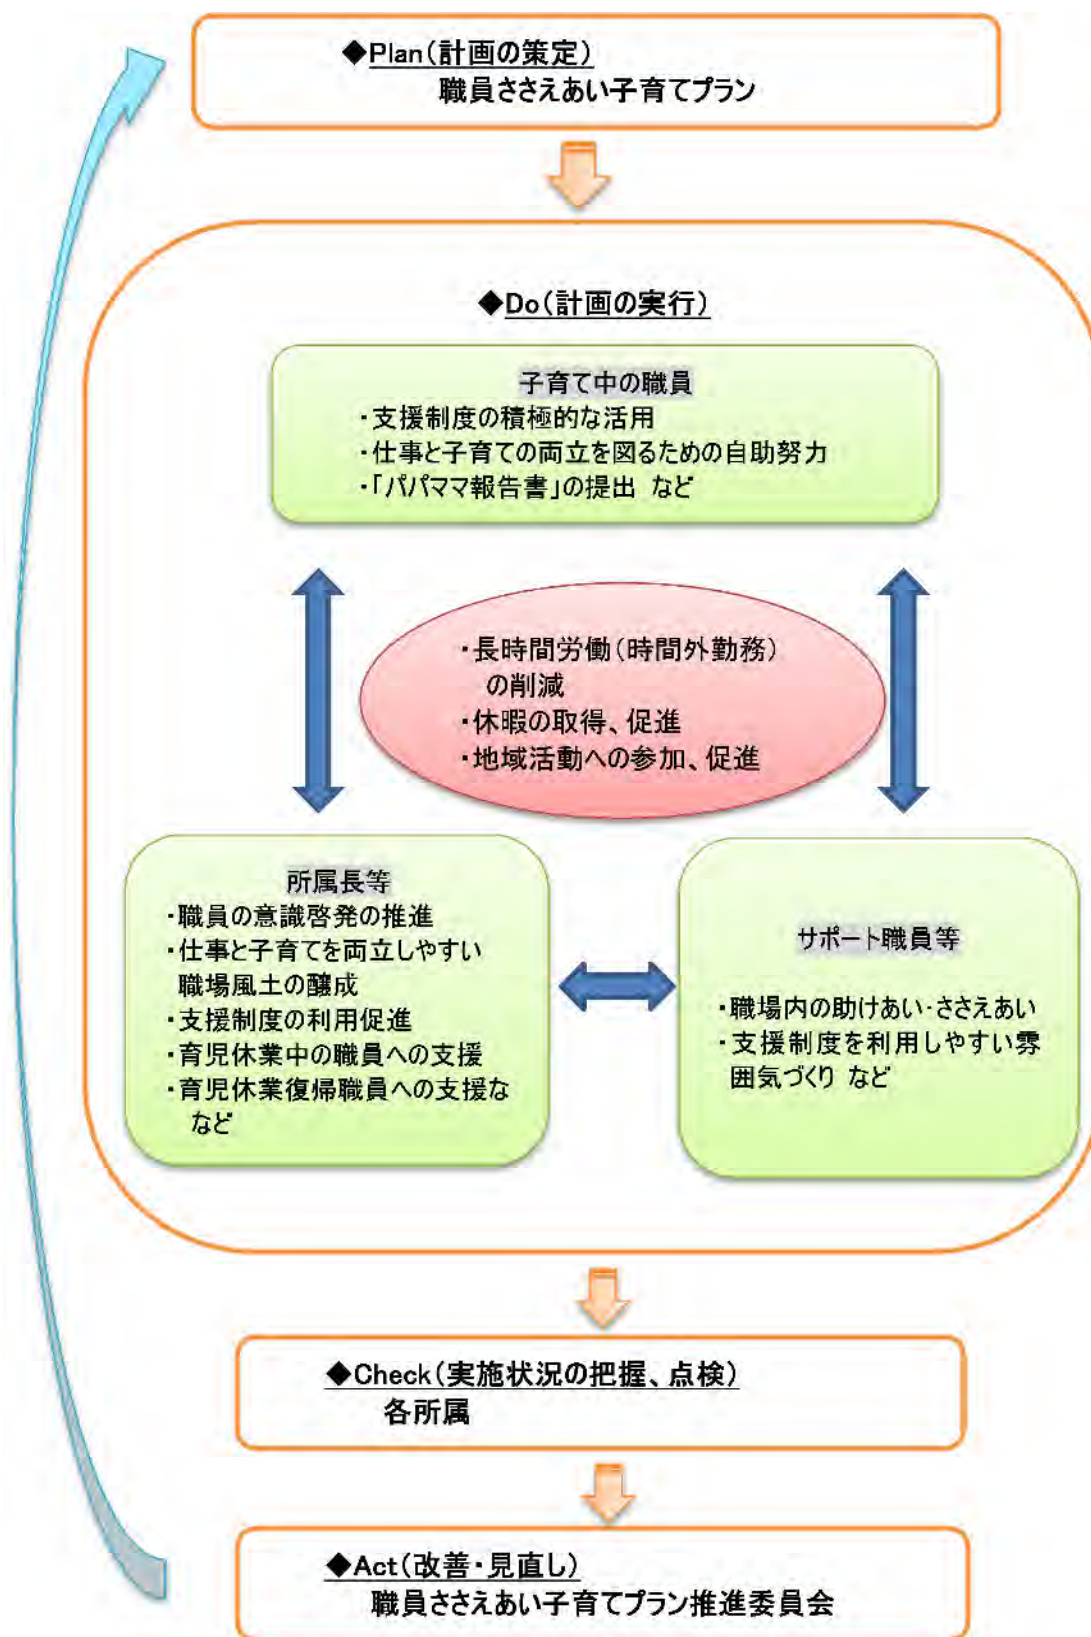 ◆Plan(計画の策定)
職員ささえあい子育てプラン
◆Do(計画の実行)
子育て中の職員
・支援制度の積極的な活用
・仕事と子育ての両立を図るための自助努力
・「パパママ報告書」の提出 など
・長時間労働(時間外勤務)
の削減
・休暇の取得、促進
・地域活動への参加、促進
所属長等
・職員の意識啓発の推進
・仕事と子育てを両立しやすい
職場風土の醸成
・支援制度の利用促進
・育児休業中の職員への支援
・育児休業復帰職員への支援な
など
サポート職員等
・職場内の助けあい・ささえあい
・支援制度を利用しやすい雰
囲気づくり など
◆Check(実施状況の把握、点検)
各所属
◆Act(改善・見直し)
職員ささえあい子育てプラン推進委員会